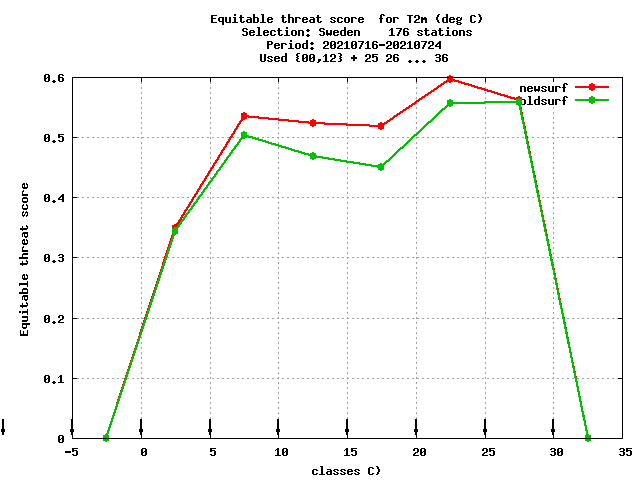 Equitable threat score  for T2m (deg C)
Selection: Sweden    176 stations
Period: 20210716-20210724
Used {00,12} + 25 26 ... 36
newsurf
oldsurf
Equitable threat score
0.6
0.5
0.4
0.3
0.2
0.1
0
-5 0 5 10 15 20 25 30 35
classes C)